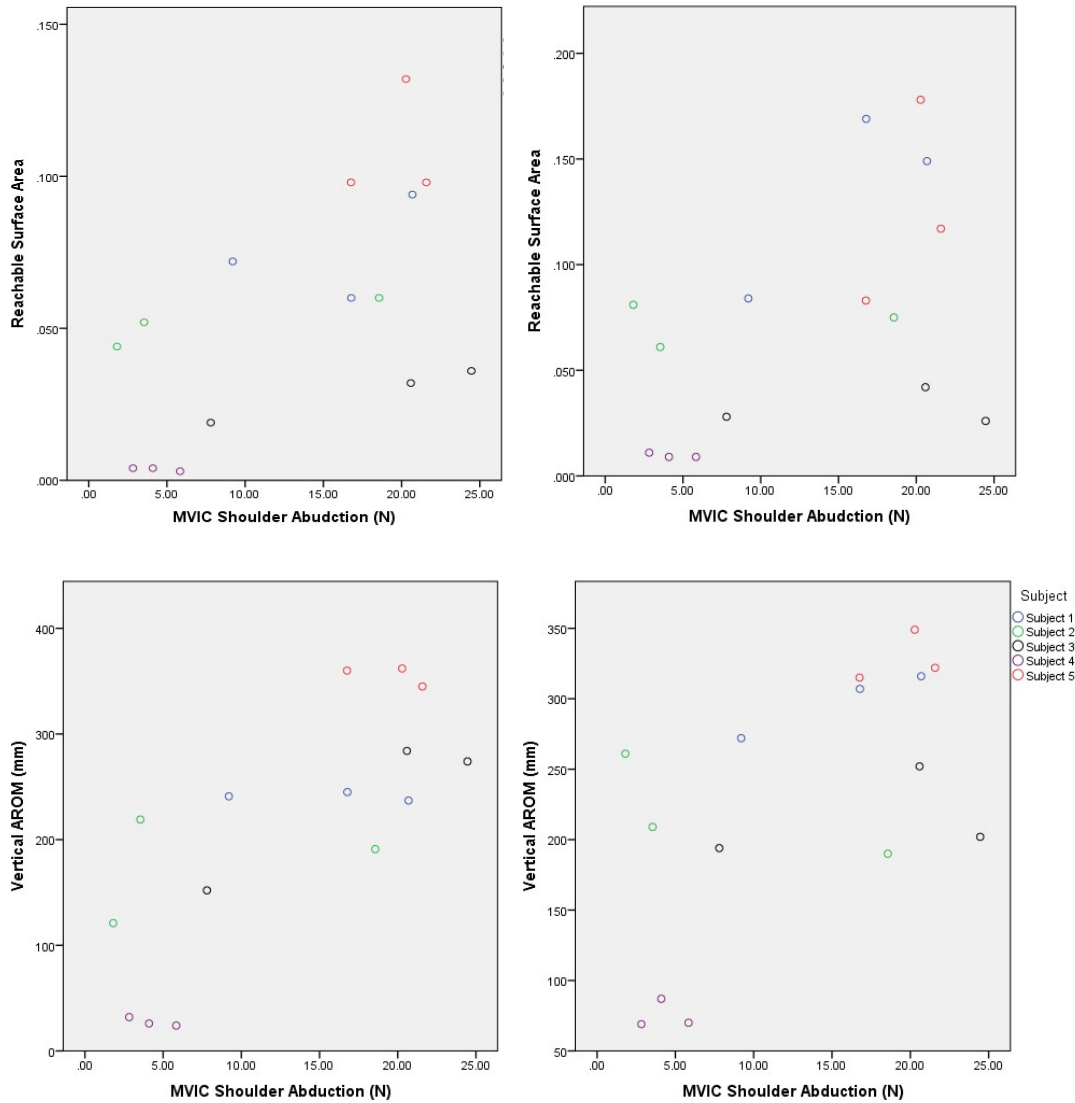 .150
.100
.050
.000
Reachable Surface Area
.00 5.00 10.00 15.00 20.00 25.00
MVIC Shoulder Abudction (N)
.200
.150
.100
.050
.000
Reachable Surface Area
.00 5.00 10.00 15.00 20.00 25.00
MVIC Shoulder Abudction (N)
400
300
200
100
0
Vertical AROM (mm)
.00 5.00 10.00 15.00 20.00 25.00
MVIC Shoulder Abduction (N)
350
300
250
200
150
100
50
Vertical AROM (mm)
.00 5.00 10.00 15.00 20.00 25.00
MVIC Shoulder Abduction (N)
Subject
Subject 1
Subject 2
Subject 3
Subject 4
Subject 5